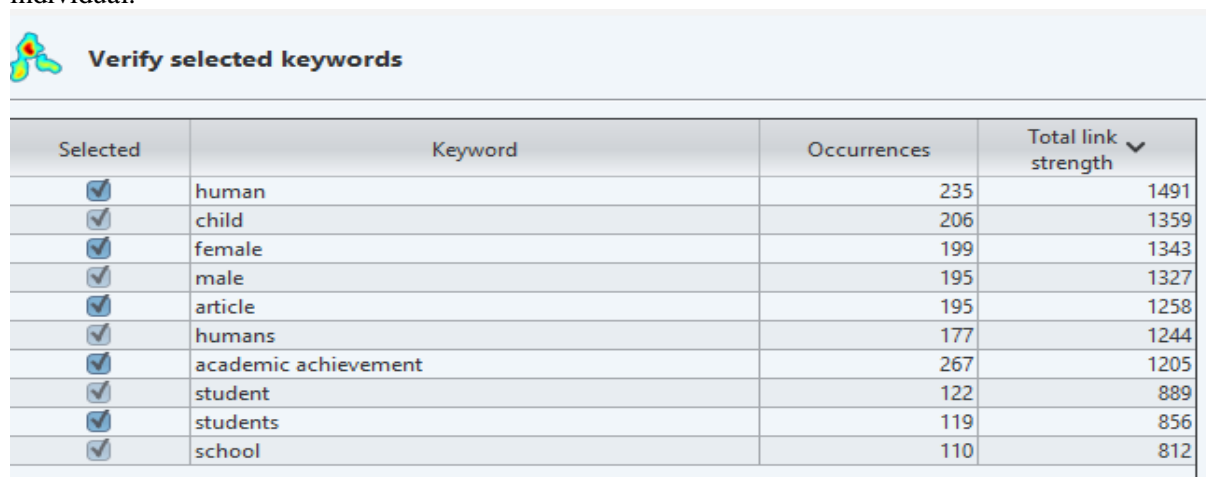 individual.
Verify selected keywords
Selected Keyword Occurrences Total link strength
human 235 1491
child 206 1359
female 199 1343
male 195 1327
article 195 1258
humans 177 1244
academic achievement 267 1205
student 122 889
students 119 856
school 110 812